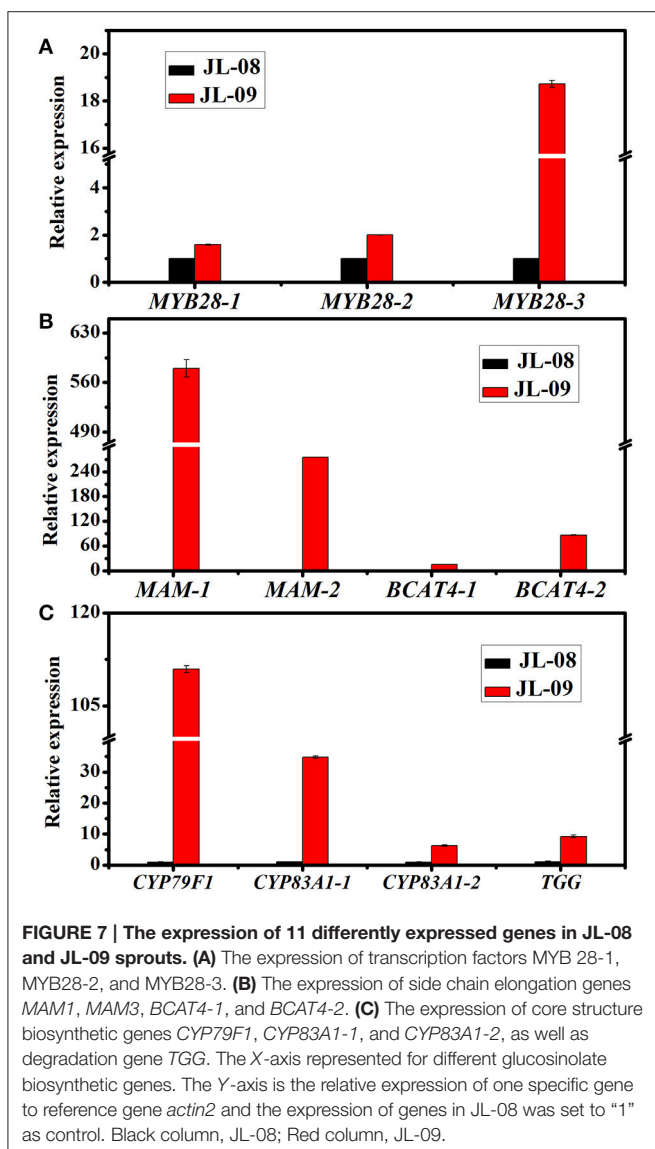 A
20
18
16
4
2
0
Relative expression
JL-08
JL-09
MYB28-1 MYB28-2 MYB28-3
B
630
560
490
240
180
120
60
0
Relative expression
JL-08
JL-09
MAM-1 MAM-2 BCAT4-1 BCAT4-2
C
120
105
30
20
10
0
Relative expression
JL-08
JL-09
CYP79F1 CYP83A1-1 CYP83A1-2 TGG
FIGURE 7 | The expression of 11 differently expressed genes in JL-08
and JL-09 sprouts. (A) The expression of transcription factors MYB 28-1,
MYB28-2, and MYB28-3. (B) The expression of side chain elongation genes
MAM1, MAM3, BCAT4-1, and BCAT4-2. (C) The expression of core structure
biosynthetic genes CYP79F1, CYP83A1-1, and CYP83A1-2, as well as
degradation gene TGG. The X-axis represented for different glucosinolate
biosynthetic genes. The Y-axis is the relative expression of one specific gene
to reference gene actin2 and the expression of genes in JL-08 was set to “1”
as control. Black column, JL-08; Red column, JL-09.